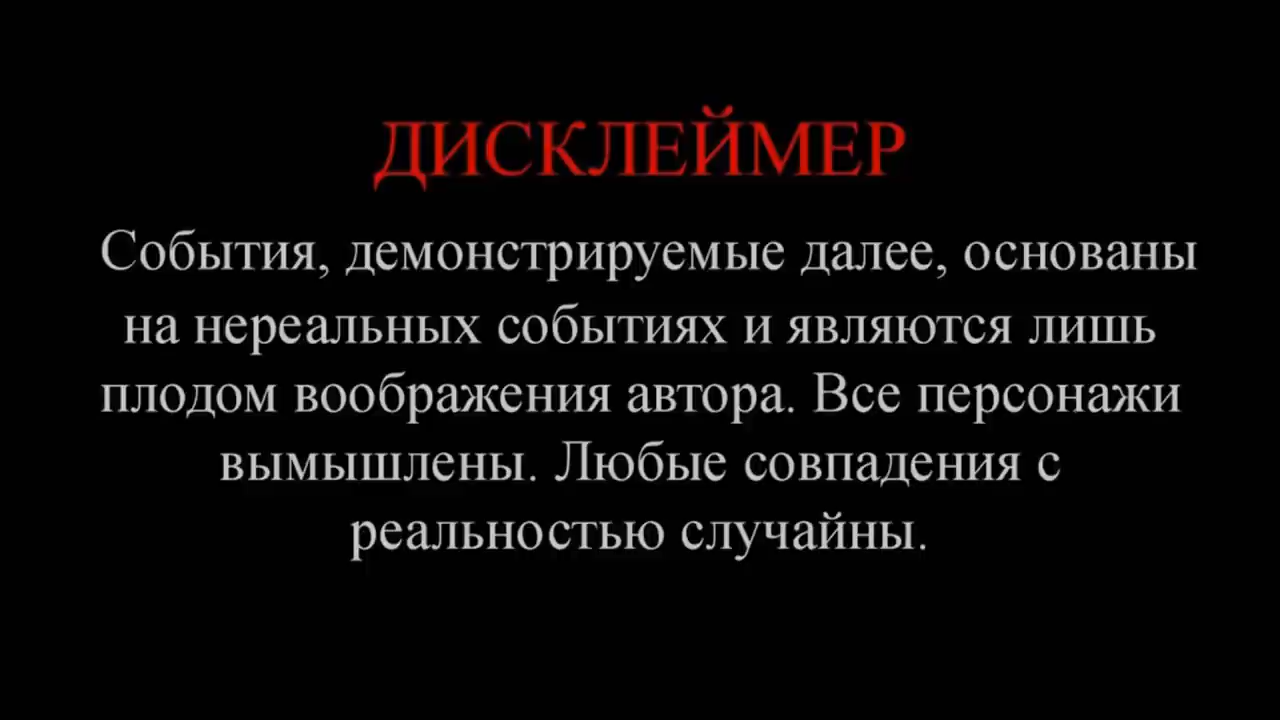 ДИСКЛЕЙМЕР
События, демонстрируемые далее, основаны
на нереальных событиях и являются лишь
плодом воображения автора. Все персонажи
вымышлены. Любые совпадения с
реальностью случайны.